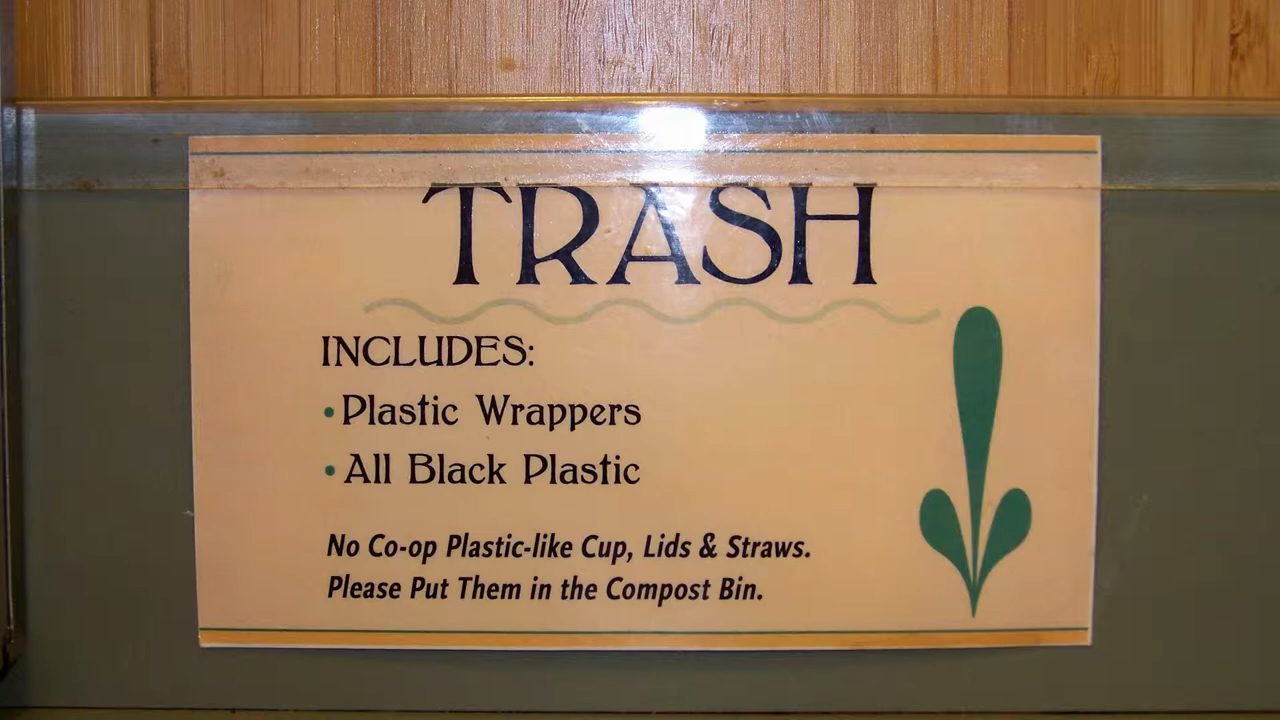 TRASH
INCLUDES:
• Plastic Wrappers
• All Black Plastic
No Co-op Plastic-like Cup, Lids & Straws.
Please Put Them in the Compost Bin.